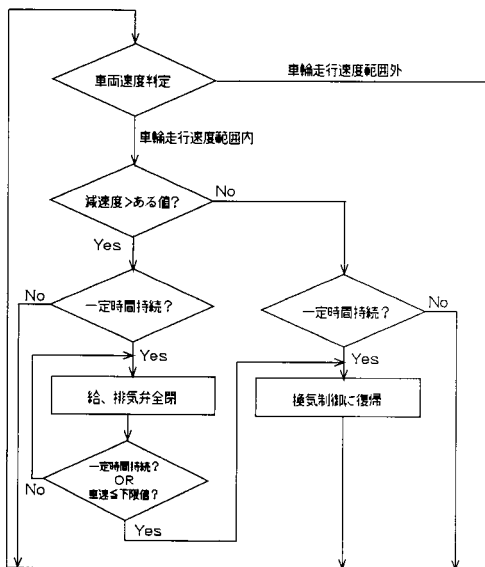 車両速度判定
車輪走行速度範囲外
車輪走行速度範囲内
減速度>ある値?
No
Yes
No
一定時間持続?
Yes
一定時間持続?
No
Yes
給、排気弁全閉
換気制御に復帰
一定時間持続?
OR
車速≦下限値?
No
Yes